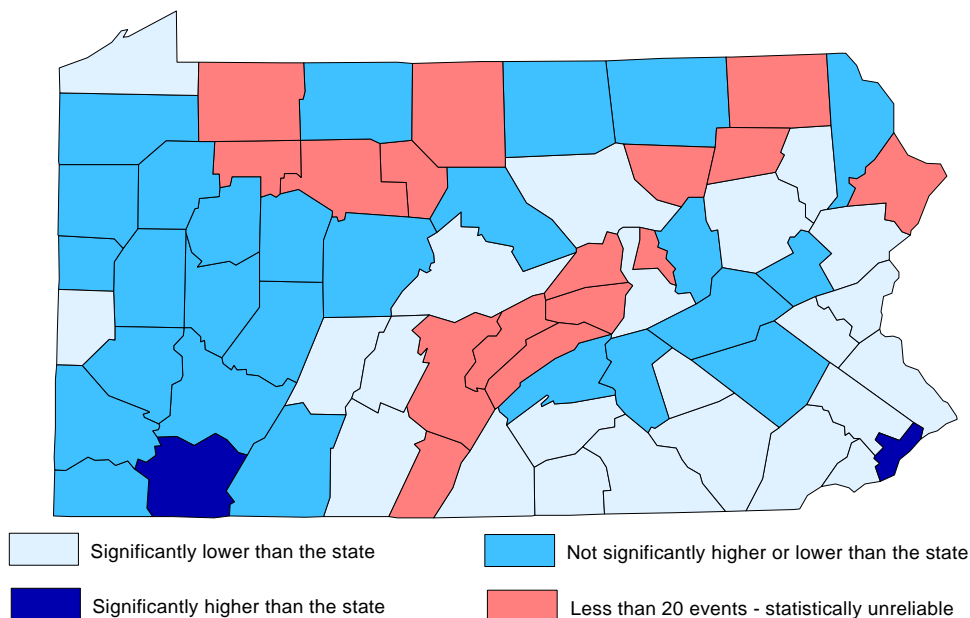 Significantly lower than the state
Not significantly higher or lower than the state
Significantly higher than the state
Less than 20 events - statistically unreliable